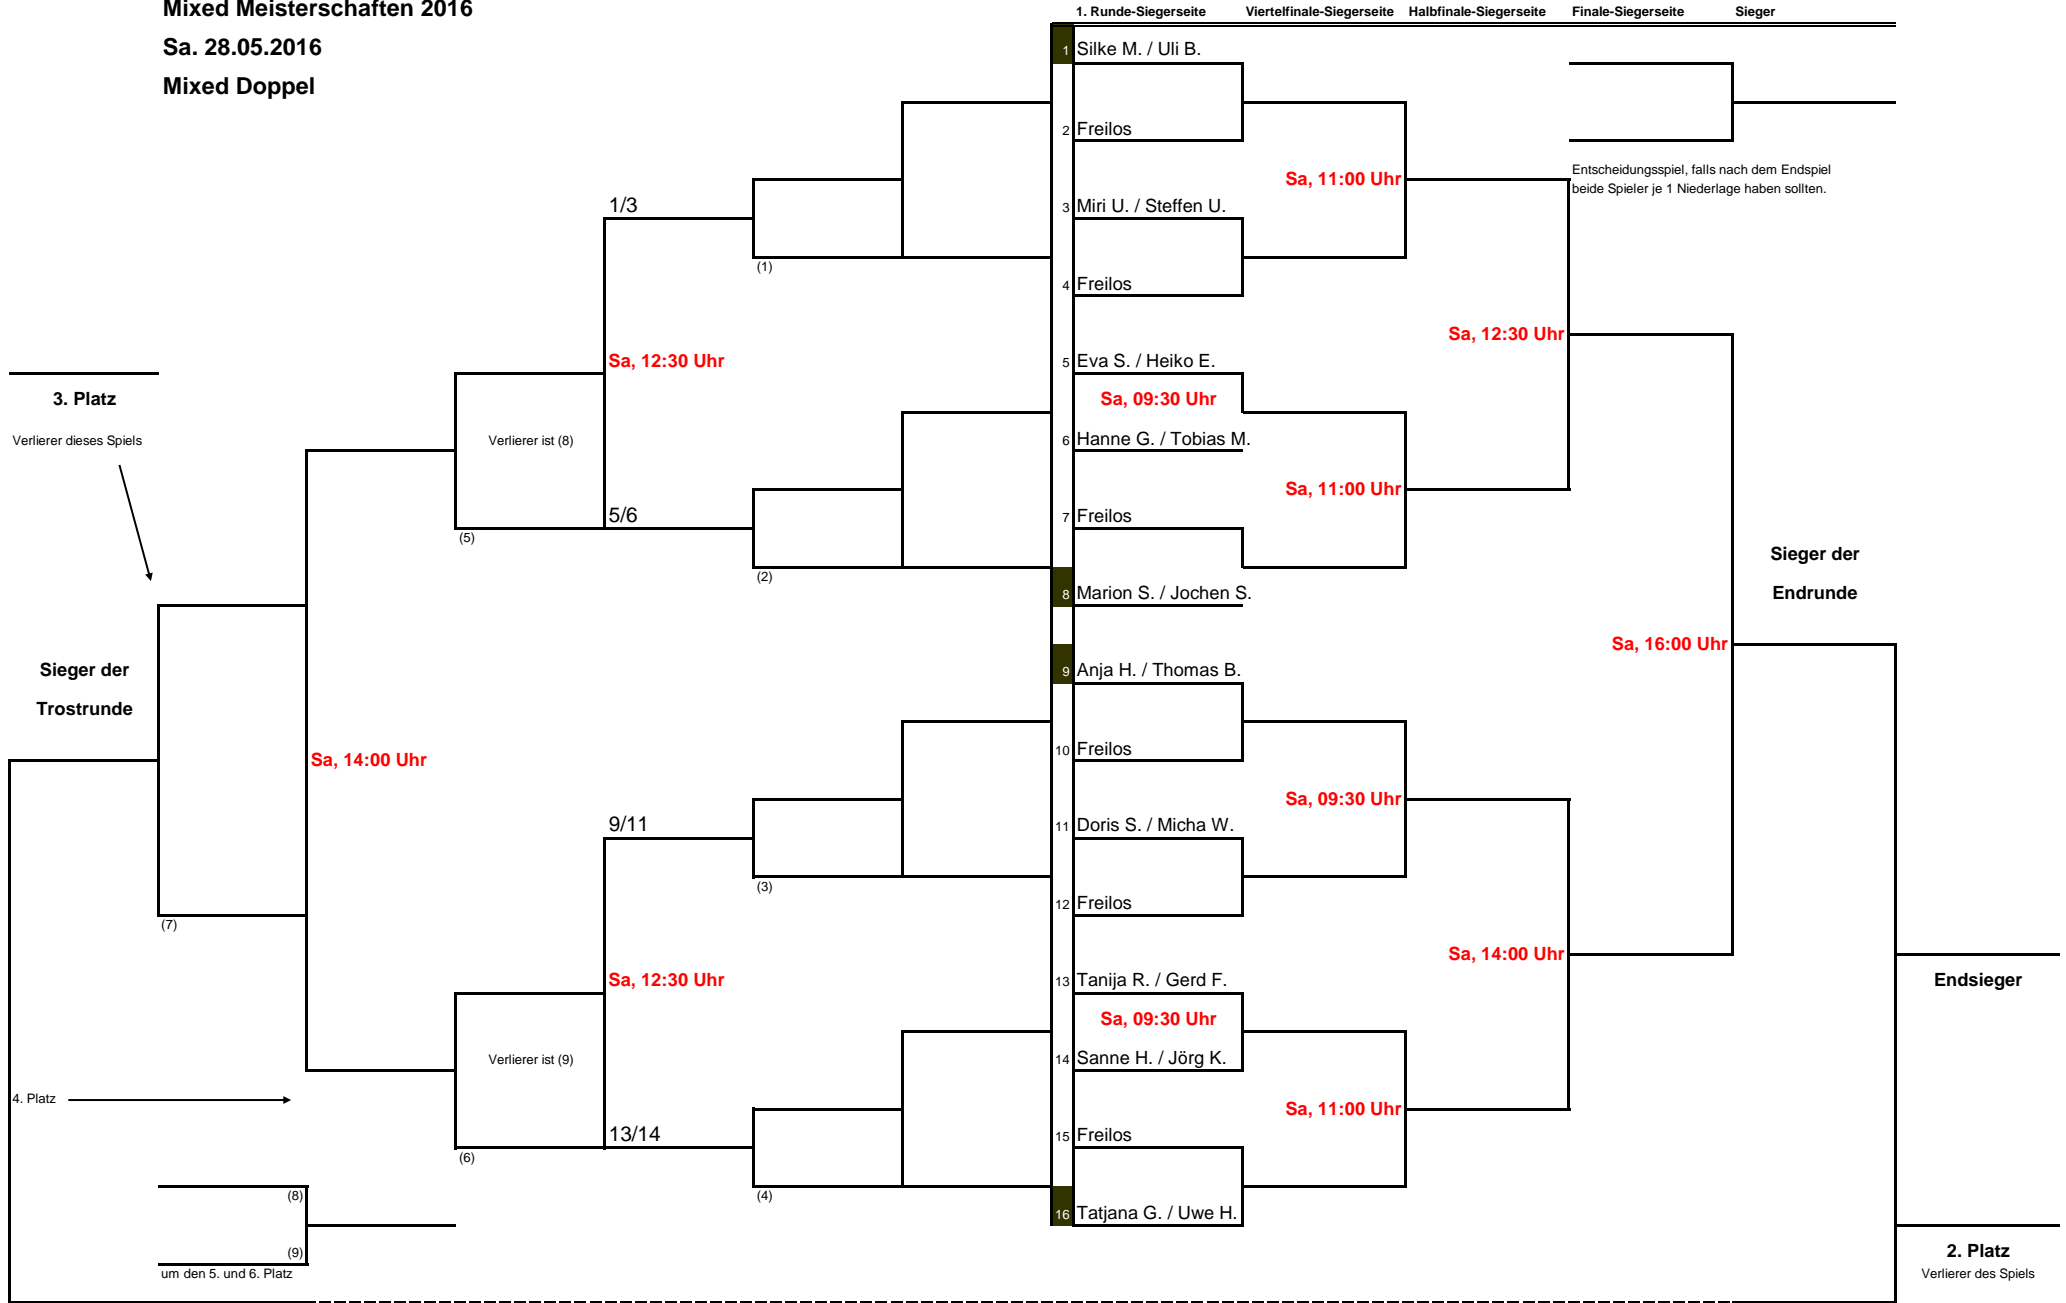 Mixed Meisterschaften 2016
Sa. 28.05.2016
Mixed Doppel
1. Runde-Siegerseite Viertelfinale-Siegerseite Halbfinale-Siegerseite Finale-Siegerseite Sieger
1 Silke M. / Uli B.
2 Freilos
Entscheidungsspiel, falls nach dem Endspiel
beide Spieler je 1 Niederlage haben sollten.
Sa, 11:00 Uhr
1/3
3 Miri U. / Steffen U.
(1)
4 Freilos
Sa, 12:30 Uhr
Sa, 12:30 Uhr
5 Eva S. / Heiko E.
3. Platz
Sa, 09:30 Uhr
Verlierer dieses Spiels
Verlierer ist (8)
6 Hanne G. / Tobias M.
Sa, 11:00 Uhr
5/6
7 Freilos
(5)
Sieger der
Endrunde
(2)
8 Marion S. / Jochen S.
Sa, 16:00 Uhr
Sieger der
Trostrunde
9 Anja H. / Thomas B.
10 Freilos
Sa, 14:00 Uhr
Sa, 09:30 Uhr
9/11
11 Doris S. / Micha W.
(3)
12 Freilos
(7)
Sa, 14:00 Uhr
Sa, 12:30 Uhr
13 Tanija R. / Gerd F.
Endsieger
Sa, 09:30 Uhr
Verlierer ist (9)
14 Sanne H. / Jörg K.
4. Platz
Sa, 11:00 Uhr
13/14
15 Freilos
(6)
(8)
(4)
16 Tatjana G. / Uwe H.
(9)
2. Platz
um den 5. und 6. Platz
Verlierer des Spiels